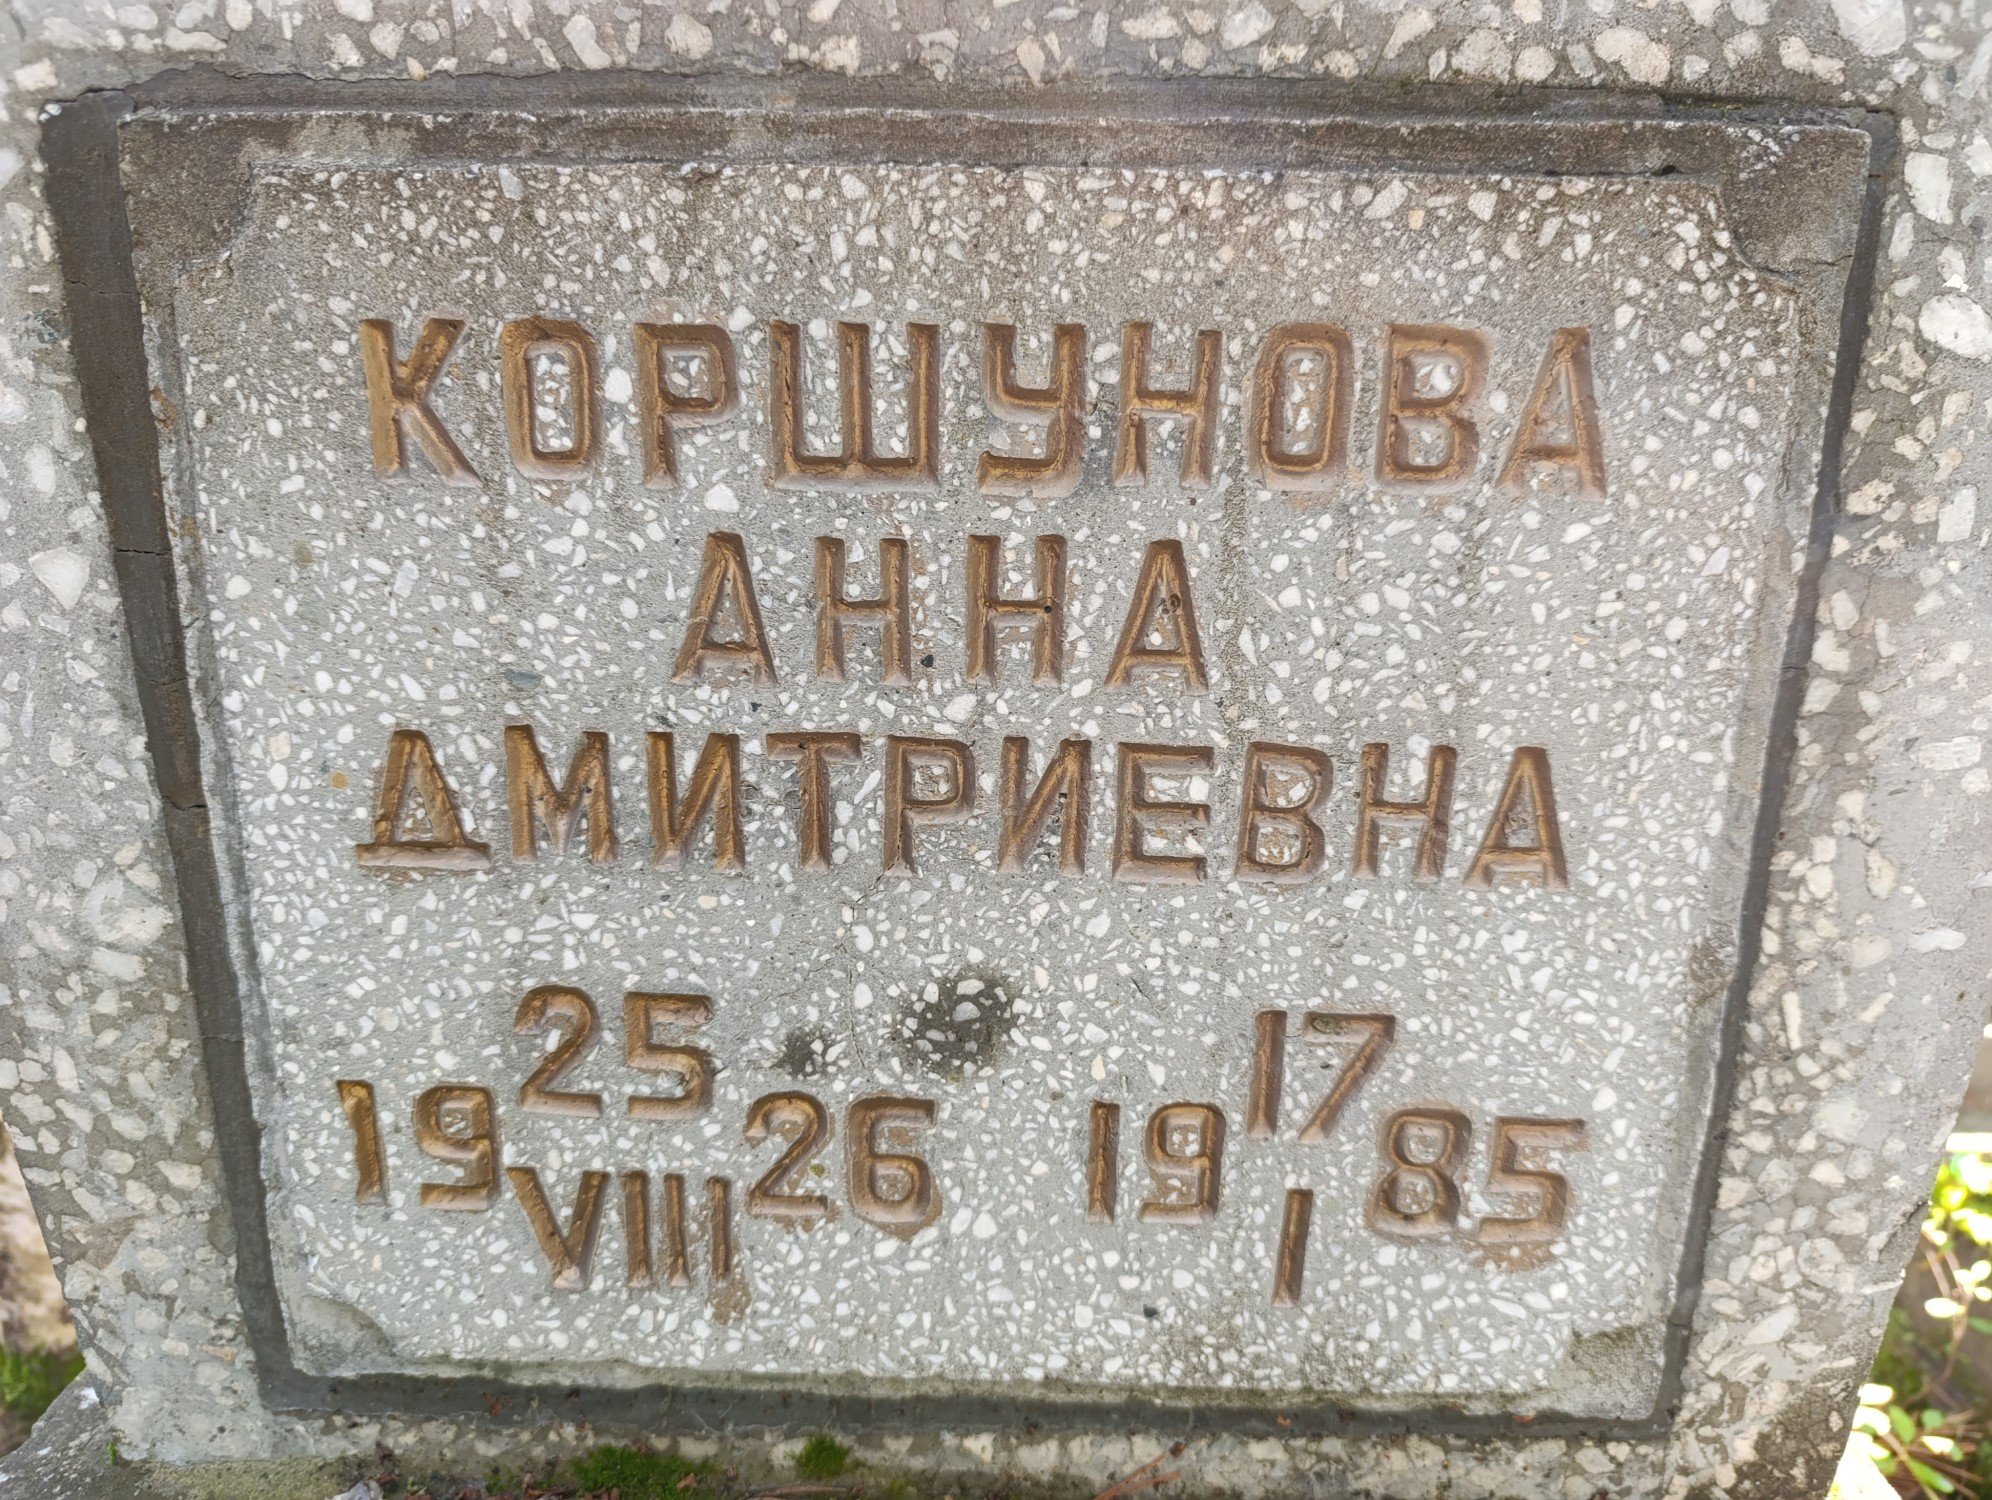 КОРШУНОВА
АННА
ДМИТРИЕВНА
19 25/VIII 26 19 17/I 85